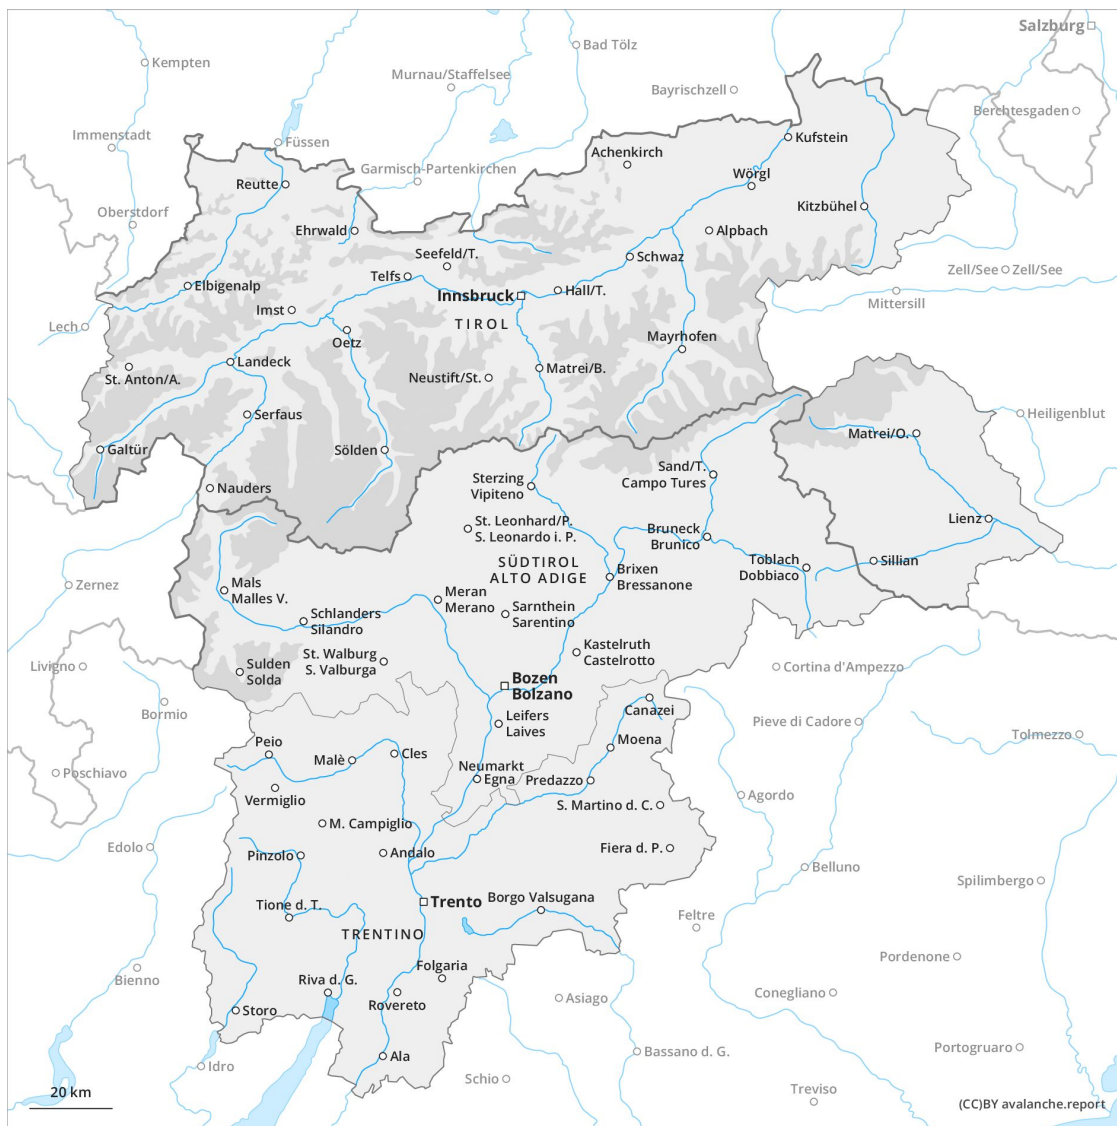 Salzburg
Bad Tölz
Kempten
Murnau/Staffelsee
Bayrischzell
Berchtesgaden
Immenstadt
Füssen
Kufstein
Achenkirch
Garmisch-Partenkirchen
Wörgl
Reutte
Kitzbühel
Oberstdorf
Ehrwald
Alpbach
Seefeld/T.
Schwaz
Telfs
Zell/See
Zell/See
Elbigenalp
Hall/T.
Innsbruck
Mittersill
Imst
TIROL
Lech
Oetz
Mayrhofen
Landeck
Matrei/B.
St. Anton/A.
Neustift/St.
Serfaus
Heiligenblut
Matrei/O.
Galtür
Sölden
Sand/T.
Campo Tures
Sterzing
Vipiteno
Nauders
St. Leonhard/P.
S. Leonardo i. P.
Lienz
Bruneck
Brunico
SÜDTIROL
ALTO ADIGE
Toblach
Dobbiaco
Sillian
Brixen
Bressanone
Zernez
Mals
Malles V.
Meran
Merano
Sarnthein
Sarentino
Schlanders
Silandro
Kastelruth
Castelrotto
St. Walburg
S. Valburga
Livigno
Sulden
Solda
Cortina d'Ampezzo
Bozen
Bolzano
Bormio
Canazei
Leifers
Laives
Pieve di Cadore
Tolmezzo
Peio
Moena
Malè
Cles
Neumarkt
Egna
Predazzo
Poschiavo
Vermiglio
Agordo
S. Martino d. C.
M. Campiglio
Edolo
Fiera d. P.
Pinzolo
Andalo
Belluno
Spilimbergo
Trento
Borgo Valsugana
Tione d. T.
Feltre
TRENTINO
Pordenone
Bienno
Folgaria
Riva d. G.
Rovereto
Conegliano
Asiago
Storo
Portogruaro
Bassano d. G.
Ala
Idro
Schio
Treviso
20 km
(CC)BY avalanche.report